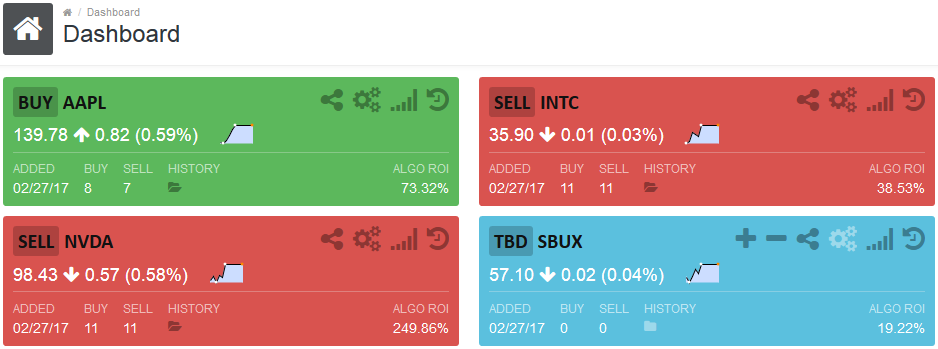 / Dashboard
Dashboard
BUY AAPL
139.78 0.82 (0.59%)
ADDED BUY SELL HISTORY ALGO ROI
02/27/17 8 7 73.32%
SELL INTC
35.90 0.01 (0.03%)
ADDED BUY SELL HISTORY ALGO ROI
02/27/17 11 11 38.53%
SELL NVDA
98.43 0.57 (0.58%)
ADDED BUY SELL HISTORY ALGO ROI
02/27/17 11 11 249.86%
TBD SBUX
57.10 0.02 (0.04%)
ADDED BUY SELL HISTORY ALGO ROI
02/27/17 0 0 19.22%